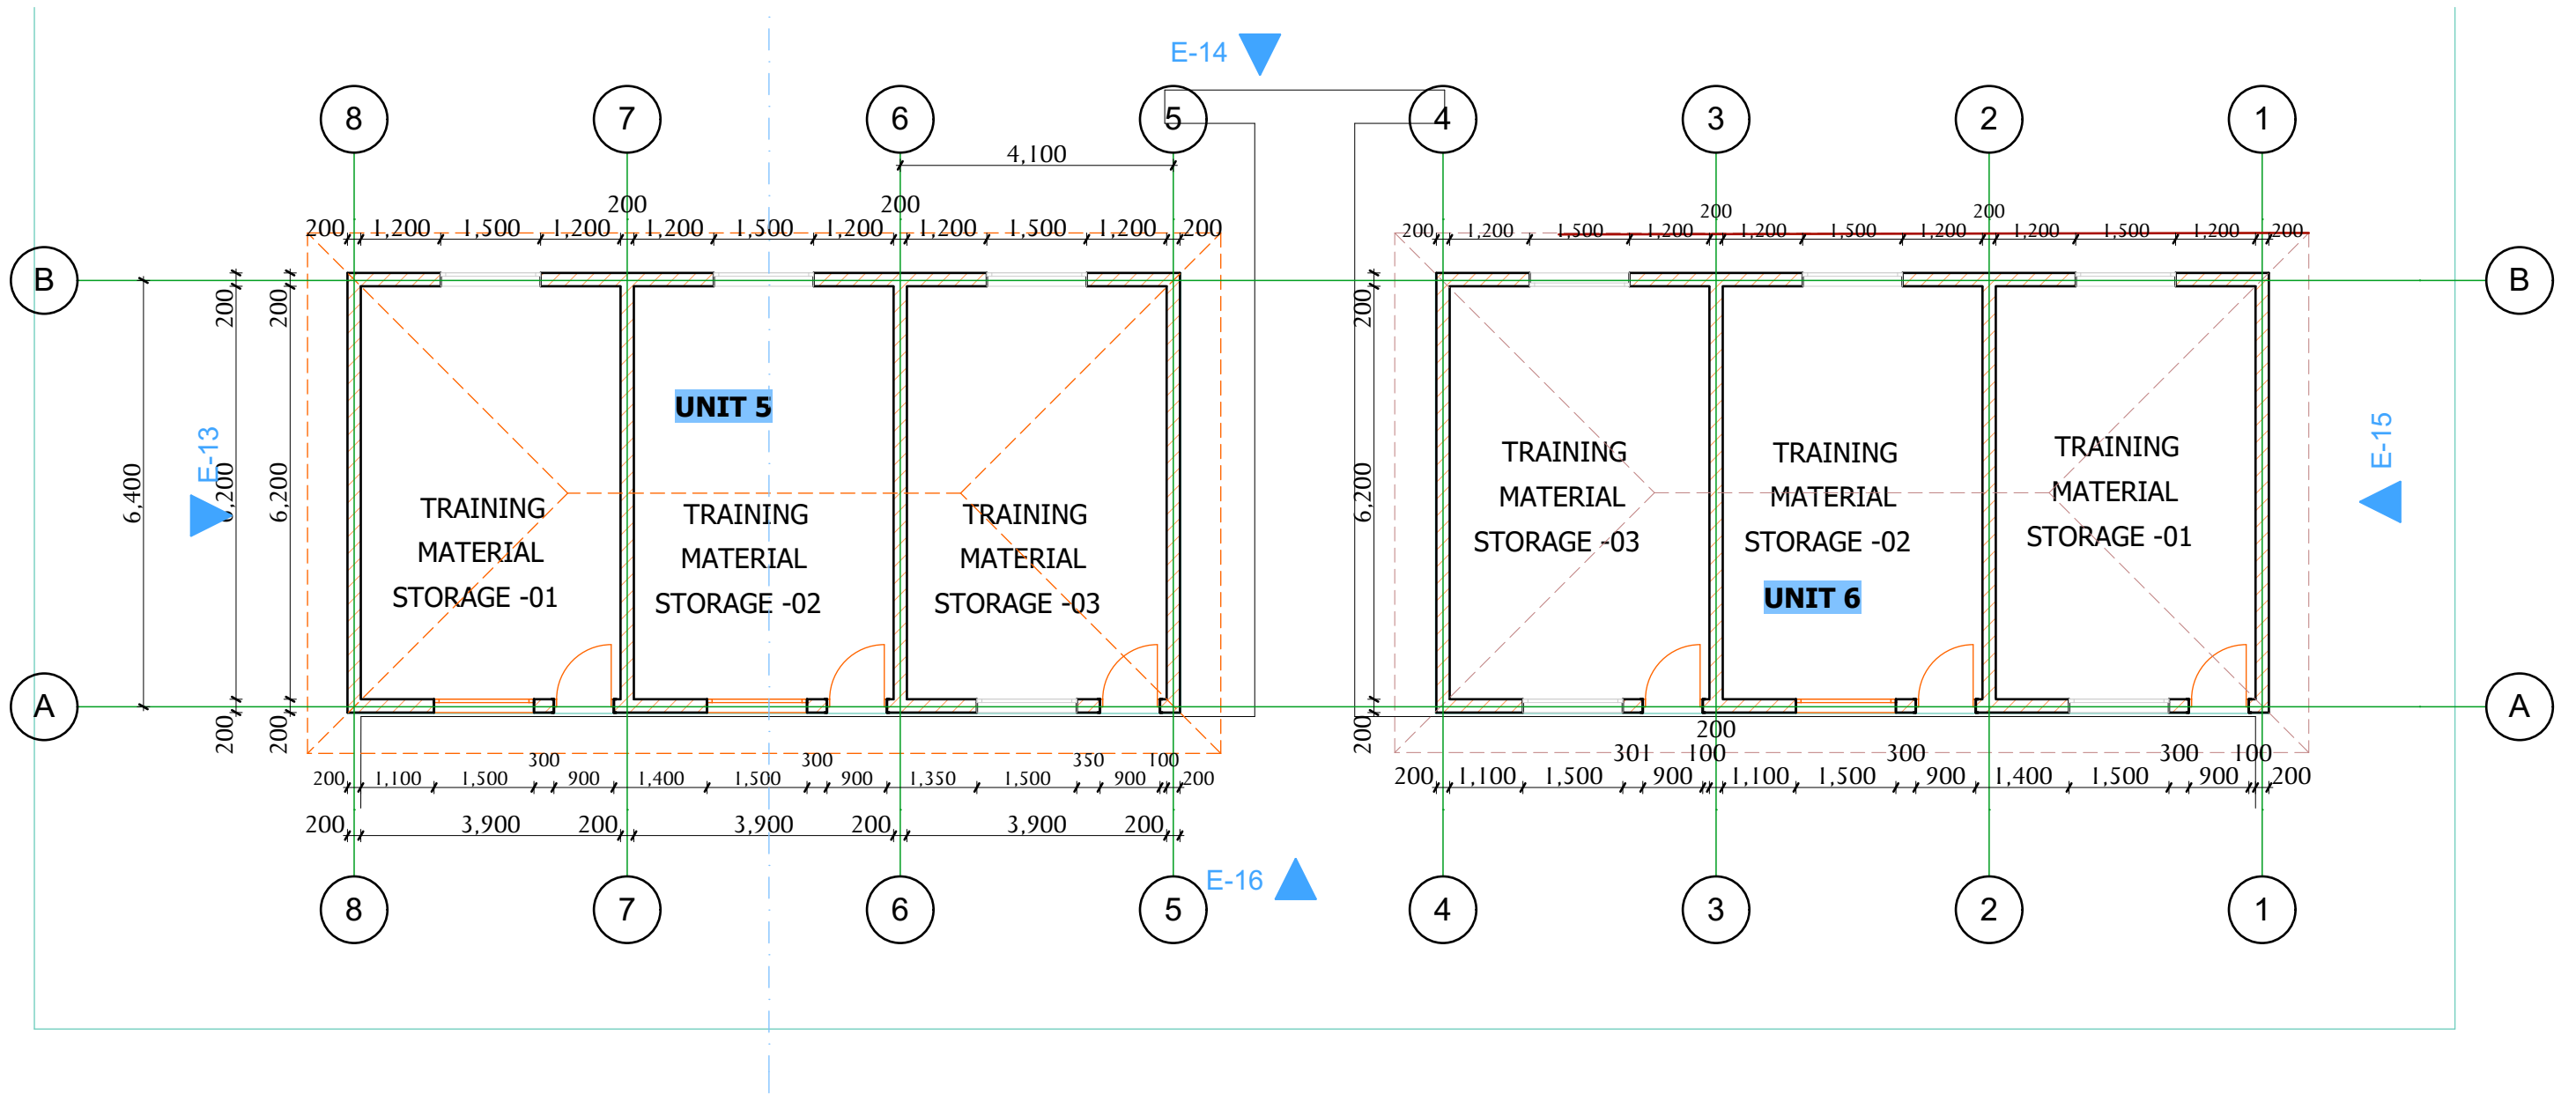 E-14
8 7 6 5 4 3 2 1
4,100
200 200 200 200
200 1,200 1,500 1,200 1,200 1,500 1,200 1,200 1,500 1,200 200 200 1,200 1,500 1,200 1,200 1,500 1,200 1,200 1,500 1,200 200
B B
200 200 200
UNIT 5
E-13 E-15
6,400 6,200 6,200 6,200
TRAINING
MATERIAL
STORAGE -01
TRAINING
MATERIAL
STORAGE -02
TRAINING
MATERIAL
STORAGE -03
TRAINING
MATERIAL
STORAGE -03
TRAINING
MATERIAL
STORAGE -02
TRAINING
MATERIAL
STORAGE -01
UNIT 6
A A
200 200 200
200
300 300 350 100 301 100 300 300 100
200 1,100 1,500 900 1,400 1,500 900 1,350 1,500 900 200 200 1,100 1,500 900 1,100 1,500 900 1,400 1,500 900 200
200 3,900 200 3,900 200 3,900 200
E-16
8 7 6 5 4 3 2 1